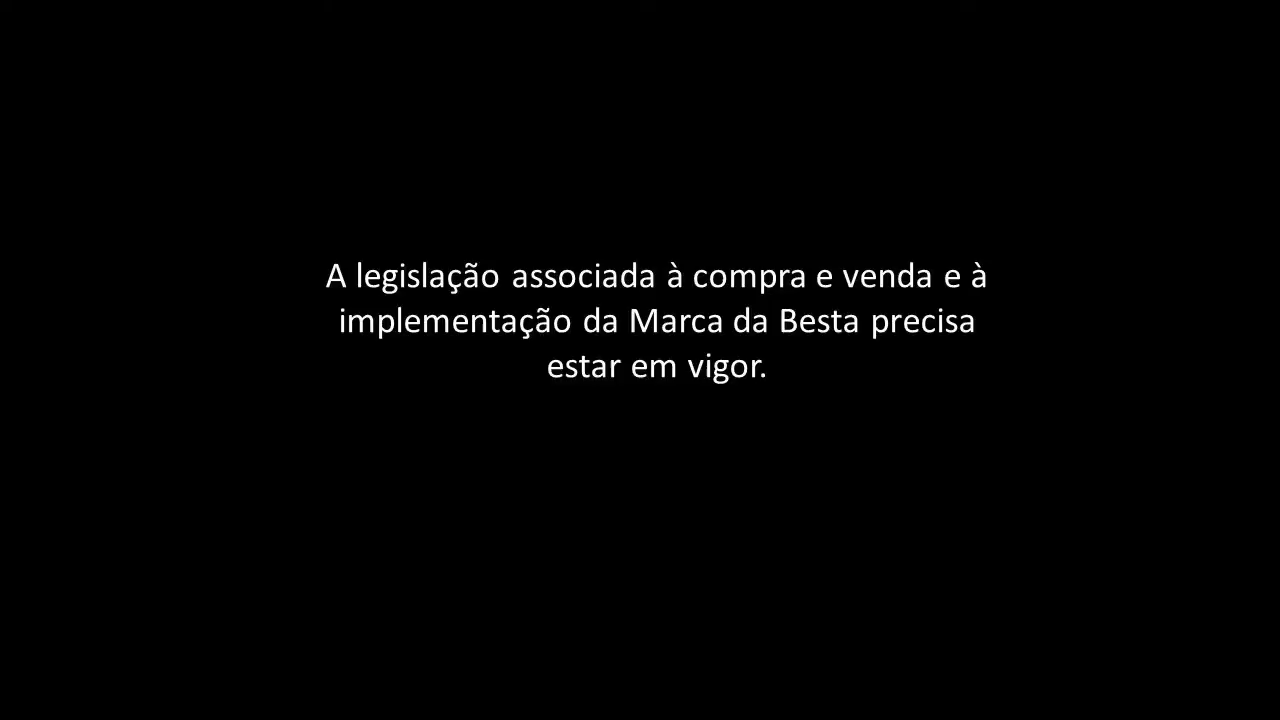 A legislação associada à compra e venda e à
implementação da Marca da Besta precisa
estar em vigor.